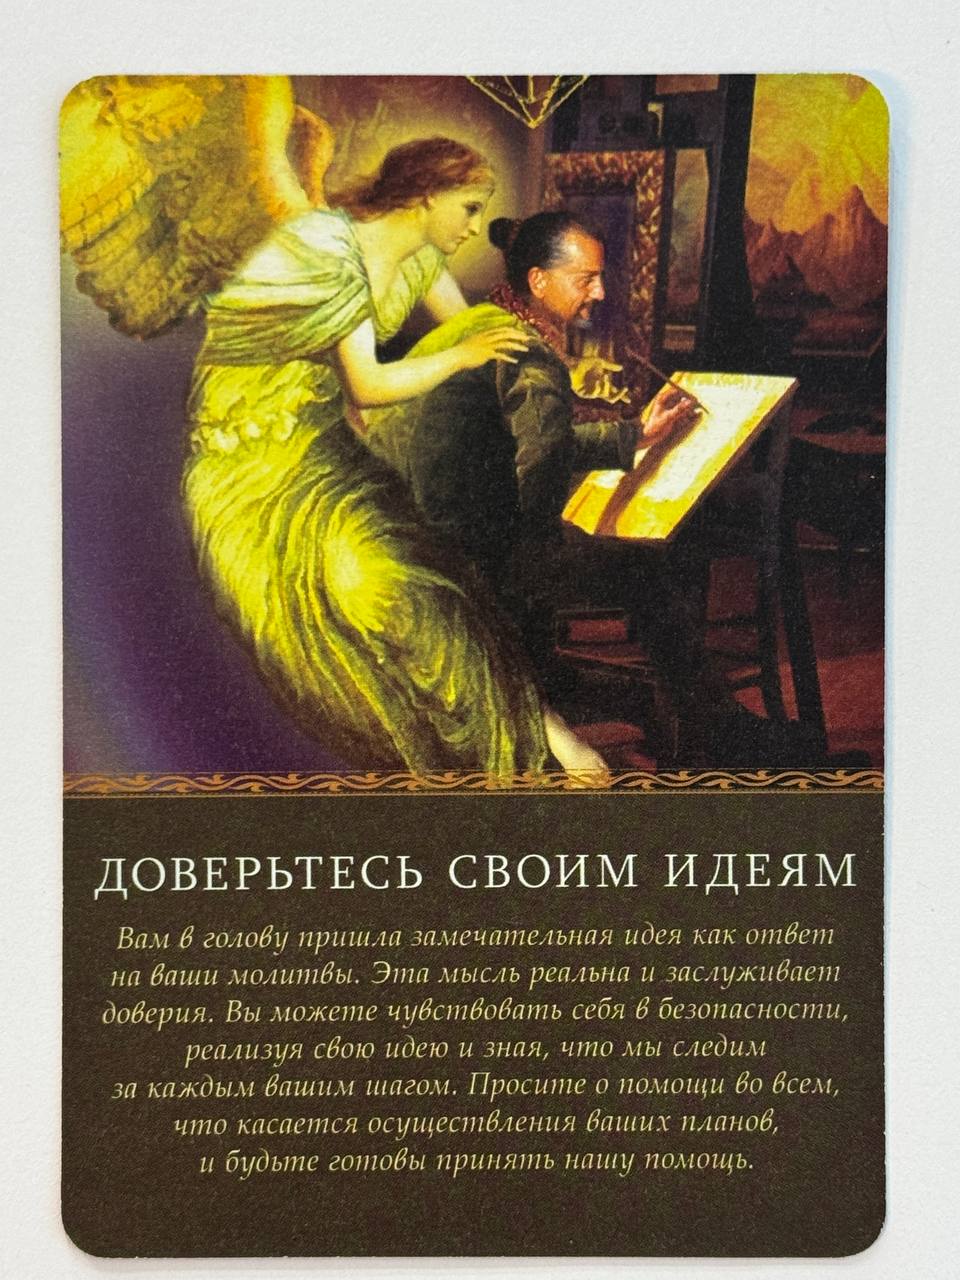 ДОВЕРЬТЕСЬ СВОИМ ИДЕЯМ
Вам в голову пришла замечательная идея как ответ
на ваши молитвы. Эта мысль реальна и заслуживает
доверия. Вы можете чувствовать себя в безопасности,
реализуя свою идею и зная, что мы следим
за каждым вашим шагом. Просите о помощи во всем,
что касается осуществления ваших планов,
и будьте готовы принять нашу помощь.